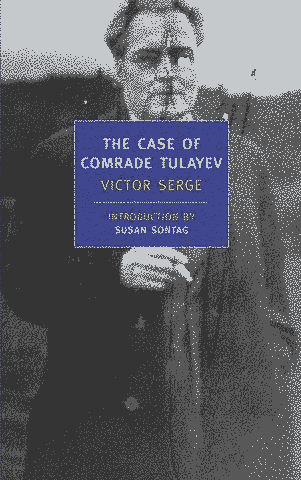 THE CASE OF
COMRADE TULAYEV
VICTOR SERGE
INTRODUCTION BY
SUSAN SONTAG